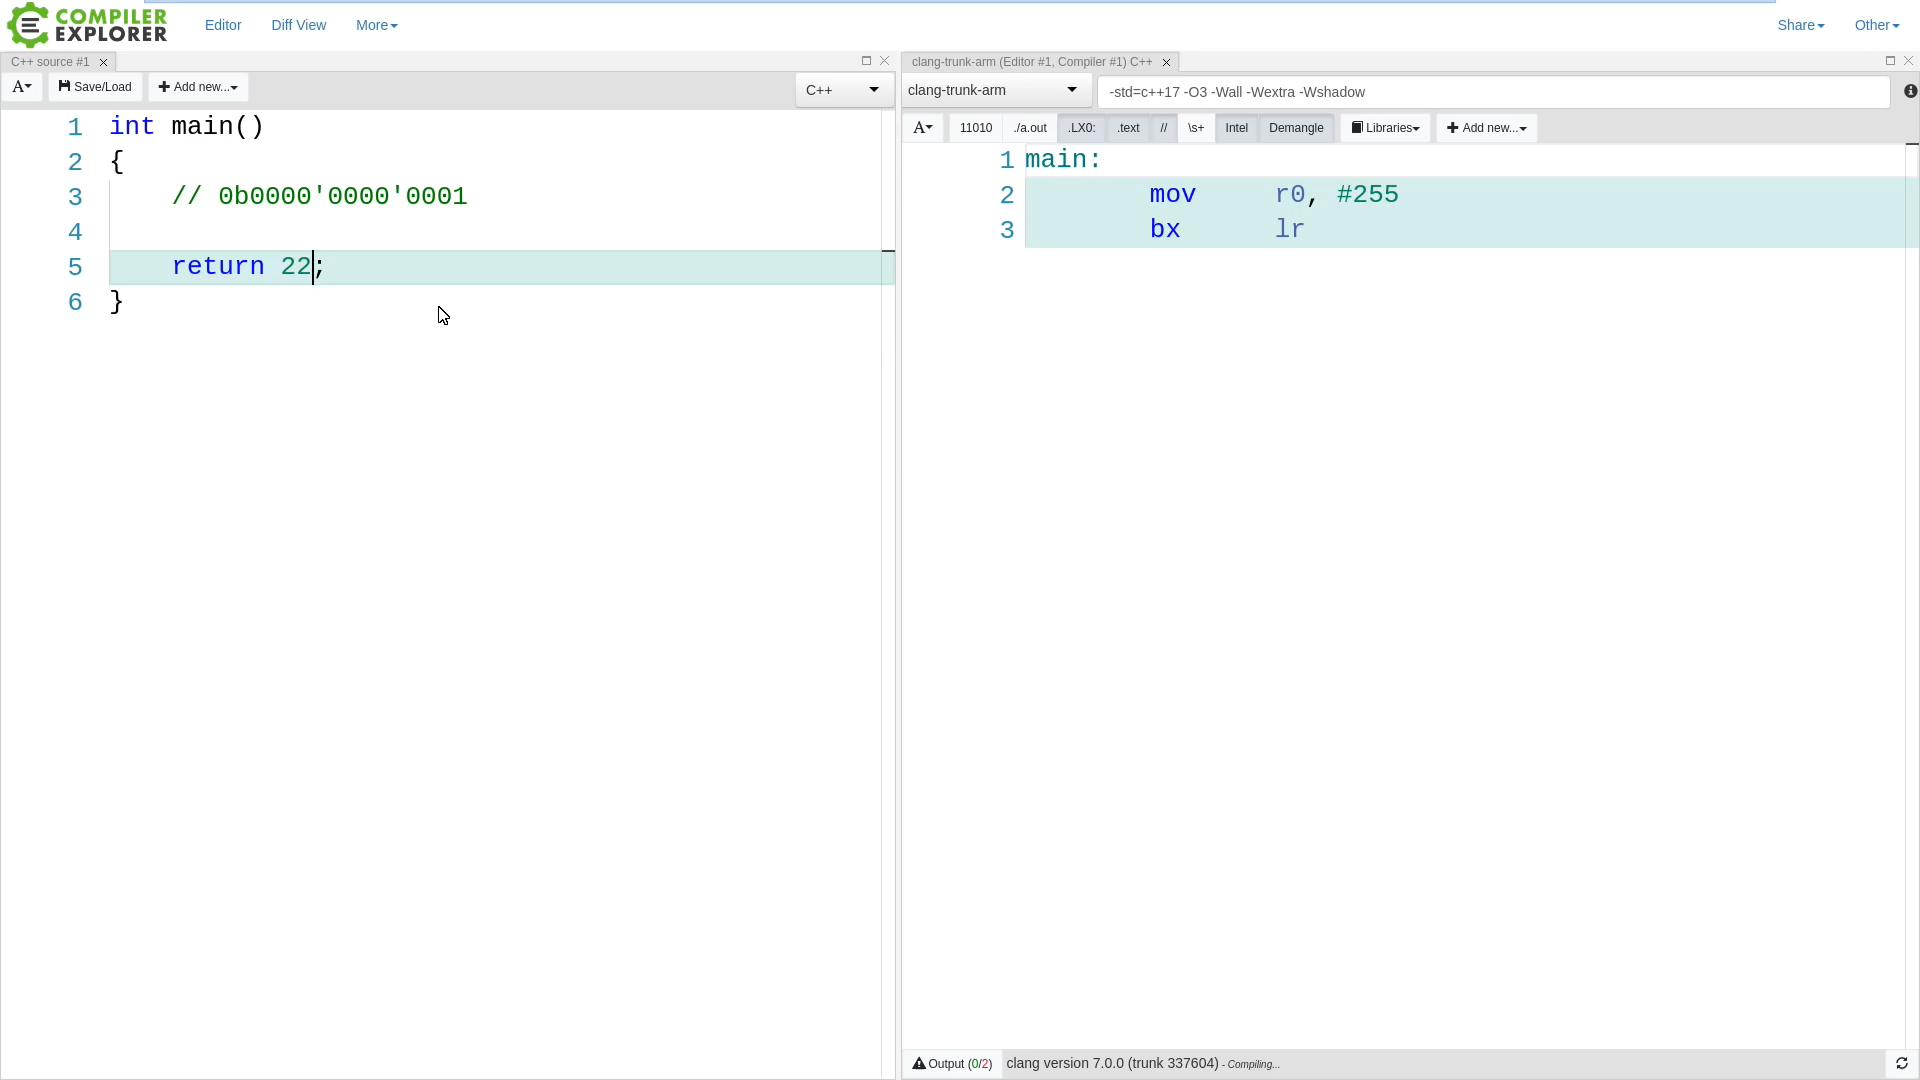 COMPILER
EXPLORER
Editor Diff View More
Share Other
C++ source #1
A Save/Load Add new...
C++
1 int main()
2 {
3 // 0b0000'0000'0001
4
5 return 22;
6 }
clang-trunk-arm (Editor #1, Compiler #1) C++
clang-trunk-arm -std=c++17 -O3 -Wall -Wextra -Wshadow
A 11010 ./a.out .LX0: .text // \s+ Intel Demangle Libraries Add new...
1 main:
2 mov r0, #255
3 bx lr
Output (0/2) clang version 7.0.0 (trunk 337604) - Compiling...